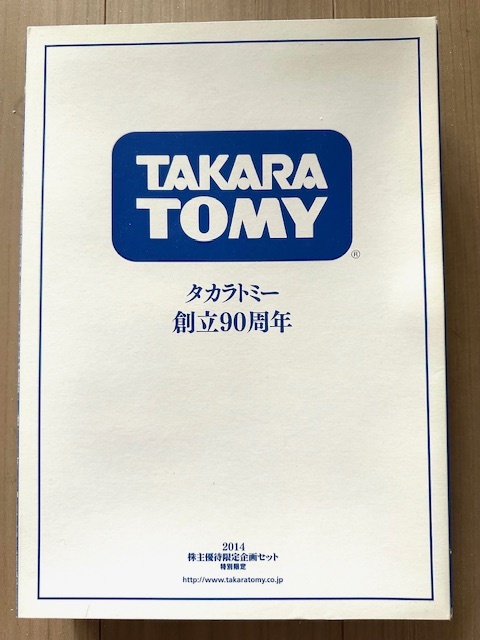 TAKARA
TOMY
®
タカラトミー
創立90周年
2014
株主優待限定企画セット
特別限定
http://www.takaratomy.co.jp